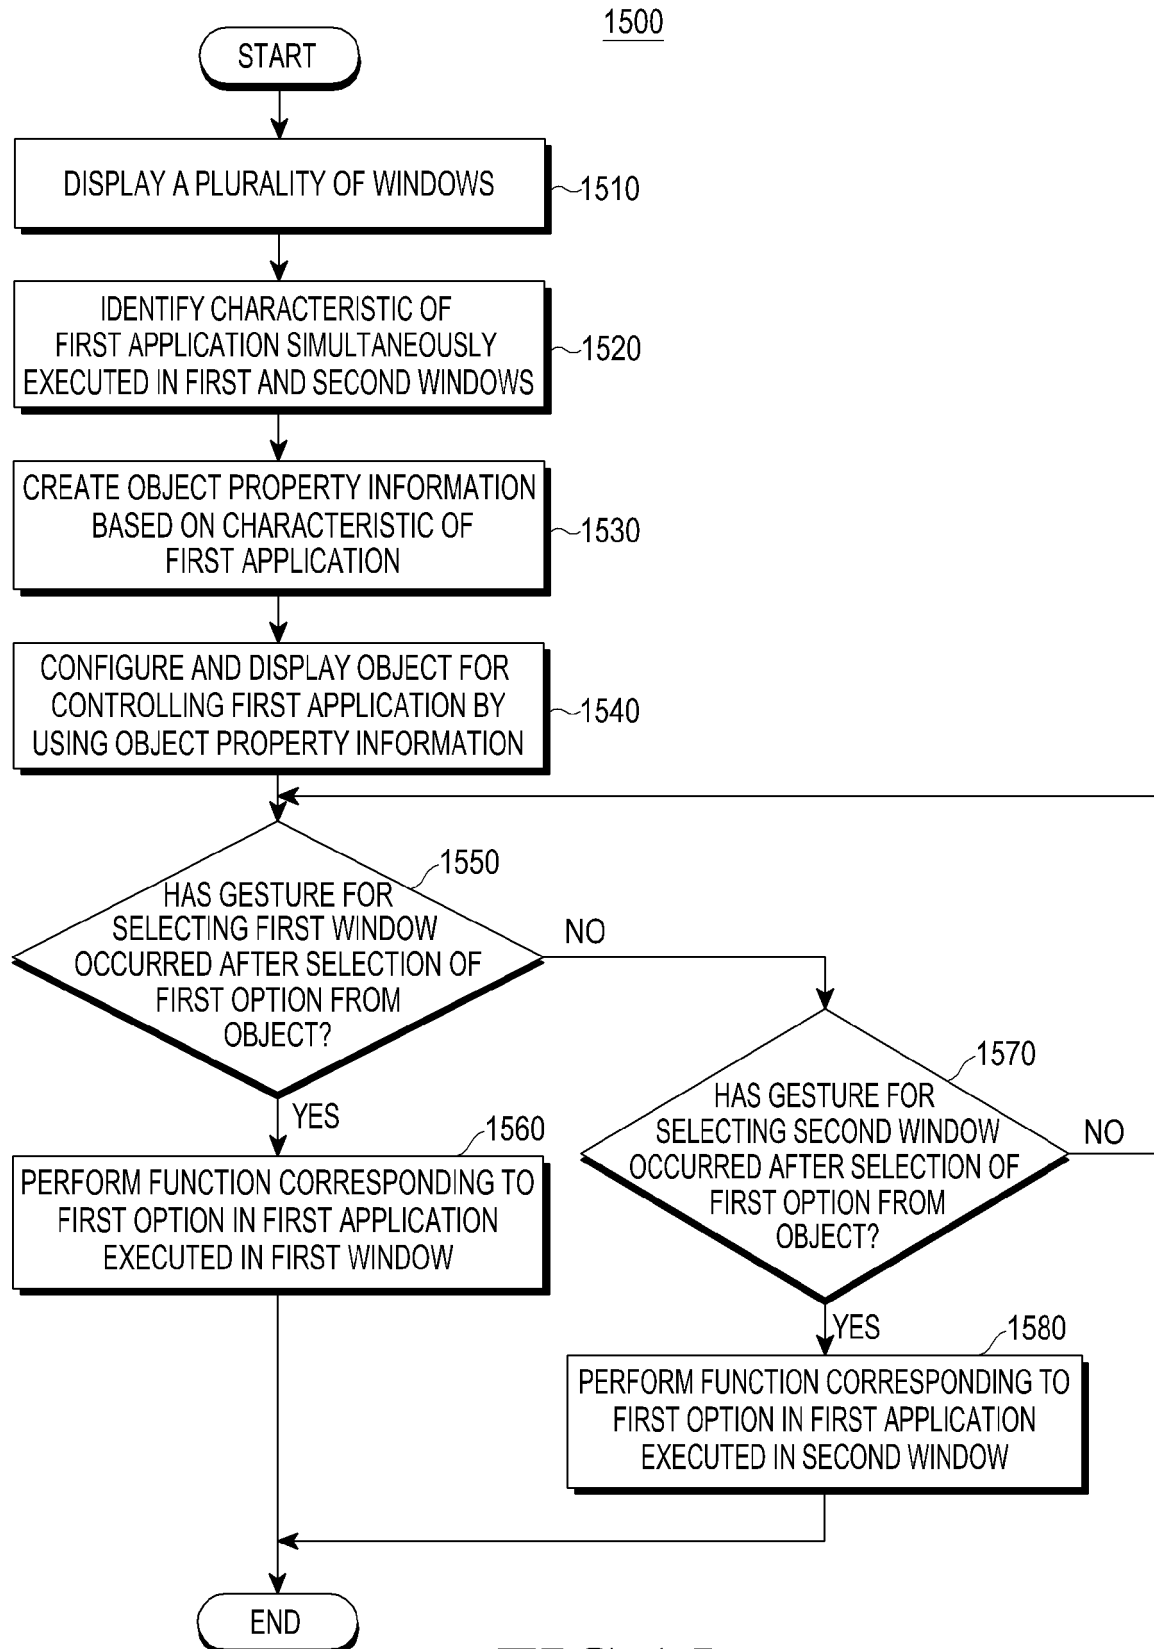 1500
START
DISPLAY A PLURALITY OF WINDOWS
1510
IDENTIFY CHARACTERISTIC OF
FIRST APPLICATION SIMULTANEOUSLY
EXECUTED IN FIRST AND SECOND WINDOWS
1520
CREATE OBJECT PROPERTY INFORMATION
BASED ON CHARACTERISTIC OF
FIRST APPLICATION
1530
CONFIGURE AND DISPLAY OBJECT FOR
CONTROLLING FIRST APPLICATION BY
USING OBJECT PROPERTY INFORMATION
1540
1550
HAS GESTURE FOR
SELECTING FIRST WINDOW
OCCURRED AFTER SELECTION OF
FIRST OPTION FROM
OBJECT?
NO
YES
1560
PERFORM FUNCTION CORRESPONDING TO
FIRST OPTION IN FIRST APPLICATION
EXECUTED IN FIRST WINDOW
1570
HAS GESTURE FOR
SELECTING SECOND WINDOW
OCCURRED AFTER SELECTION OF
FIRST OPTION FROM
OBJECT?
NO
YES
1580
PERFORM FUNCTION CORRESPONDING TO
FIRST OPTION IN FIRST APPLICATION
EXECUTED IN SECOND WINDOW
END